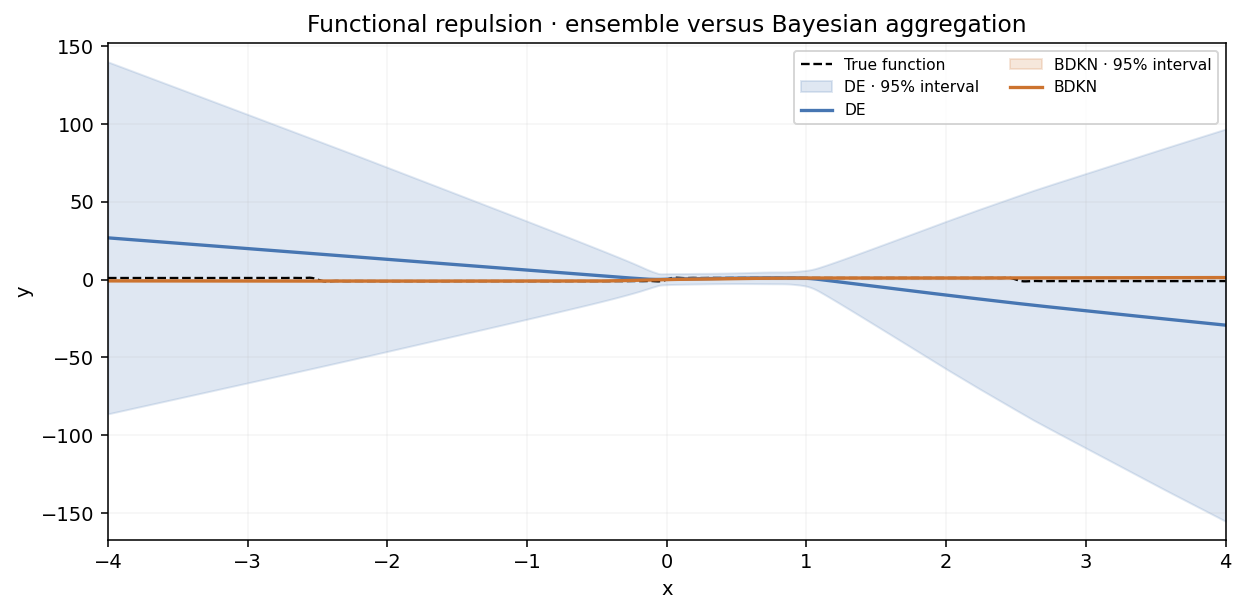 Functional repulsion · ensemble versus Bayesian aggregation
150
100
50
0
−50
−100
−150
y
True function
DE · 95% interval
DE
BDKN · 95% interval
BDKN
−4
−3
−2
−1
0
1
2
3
4
x